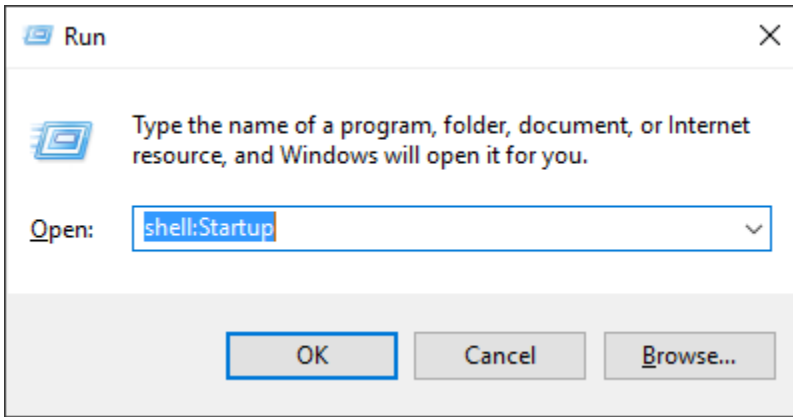 Run
Type the name of a program, folder, document, or Internet
resource, and Windows will open it for you.
Open: shell:Startup
OK Cancel Browse...